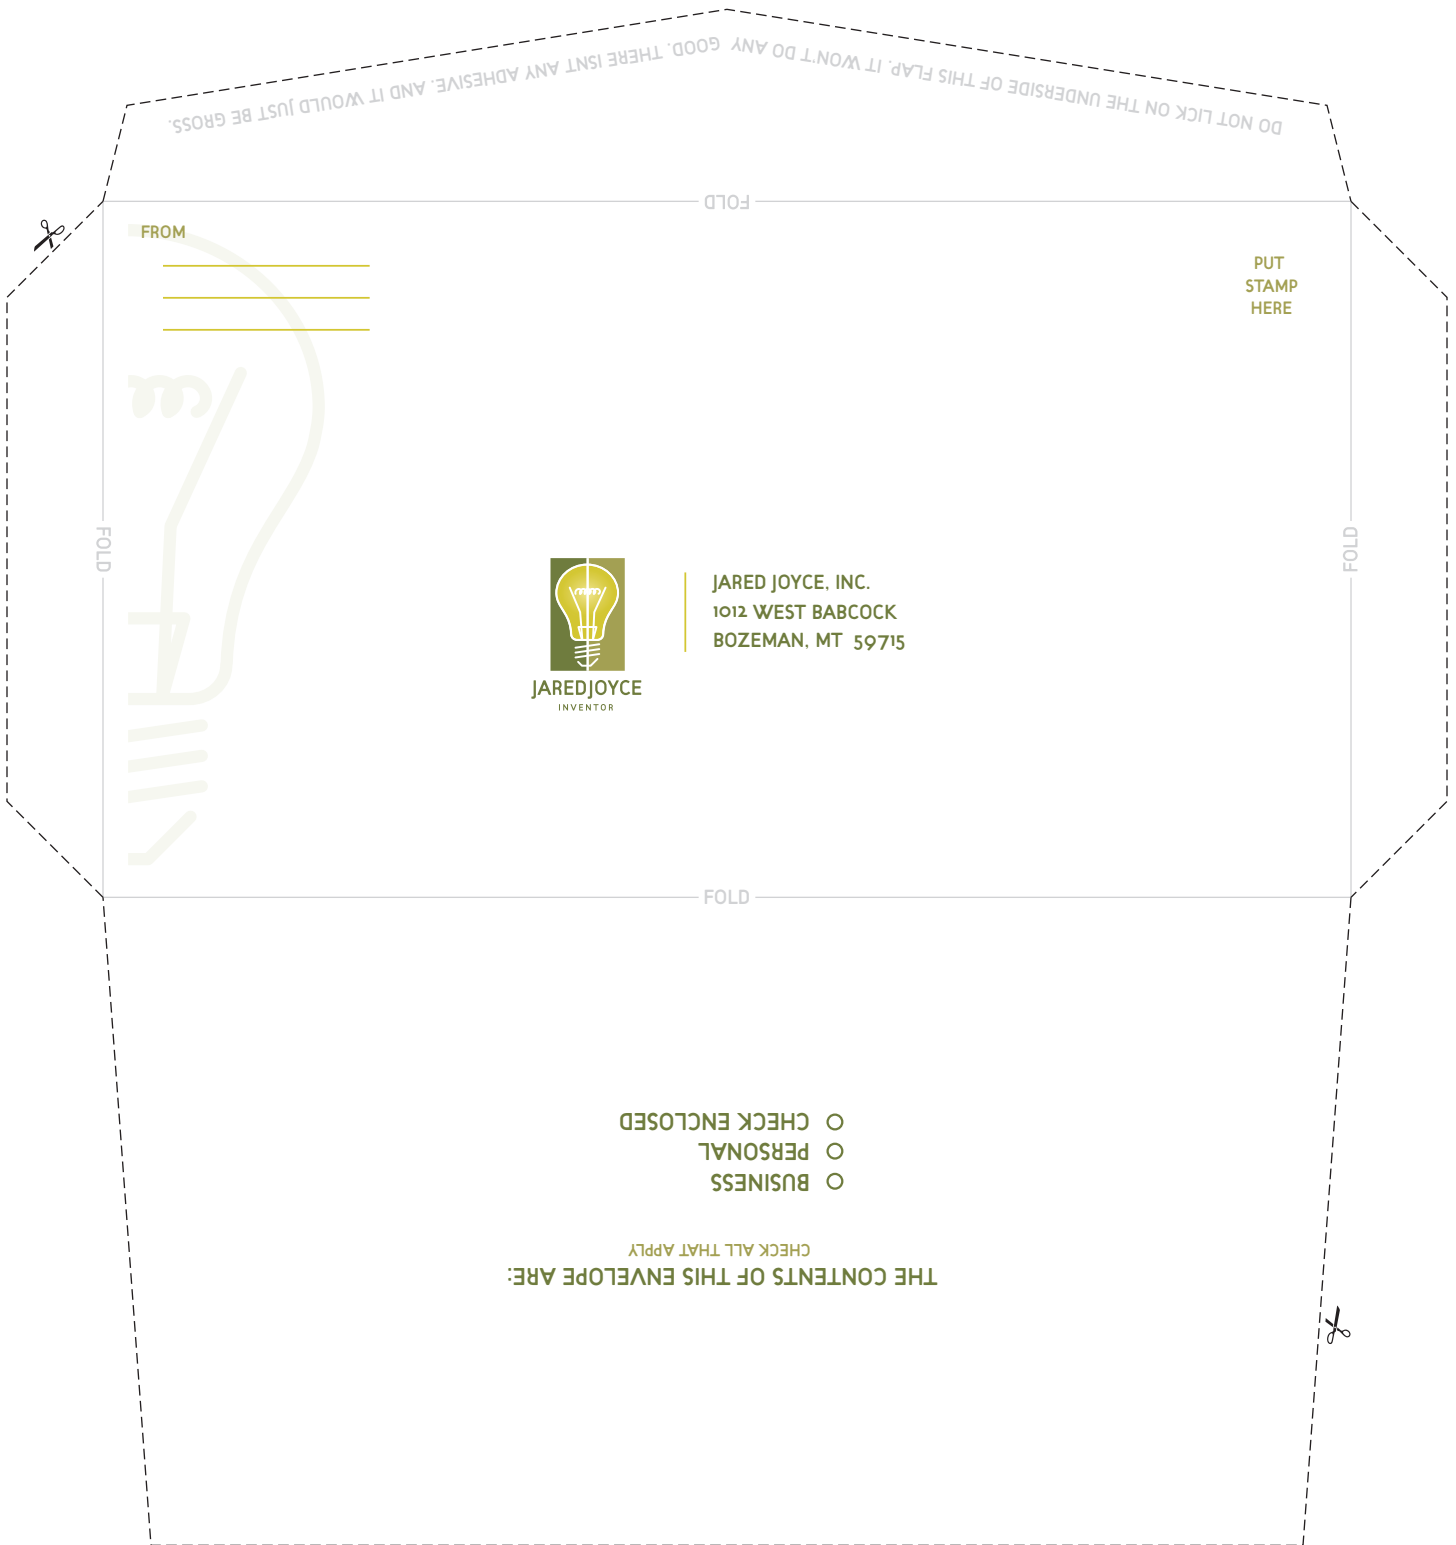 DO NOT LICK ON THE UNDERSIDE OF THIS FLAP. IT WON'T DO ANY GOOD. THERE ISNT ANY ADHESIVE. AND IT WOULD JUST BE GROSS.
FOLD
FROM
PUT
STAMP
HERE
FOLD
FOLD
JARED JOYCE, INC.
1012 WEST BABCOCK
BOZEMAN, MT 59715
JAREDJOYCE
INVENTOR
FOLD
THE CONTENTS OF THIS ENVELOPE ARE:
CHECK ALL THAT APPLY
BUSINESS
PERSONAL
CHECK ENCLOSED